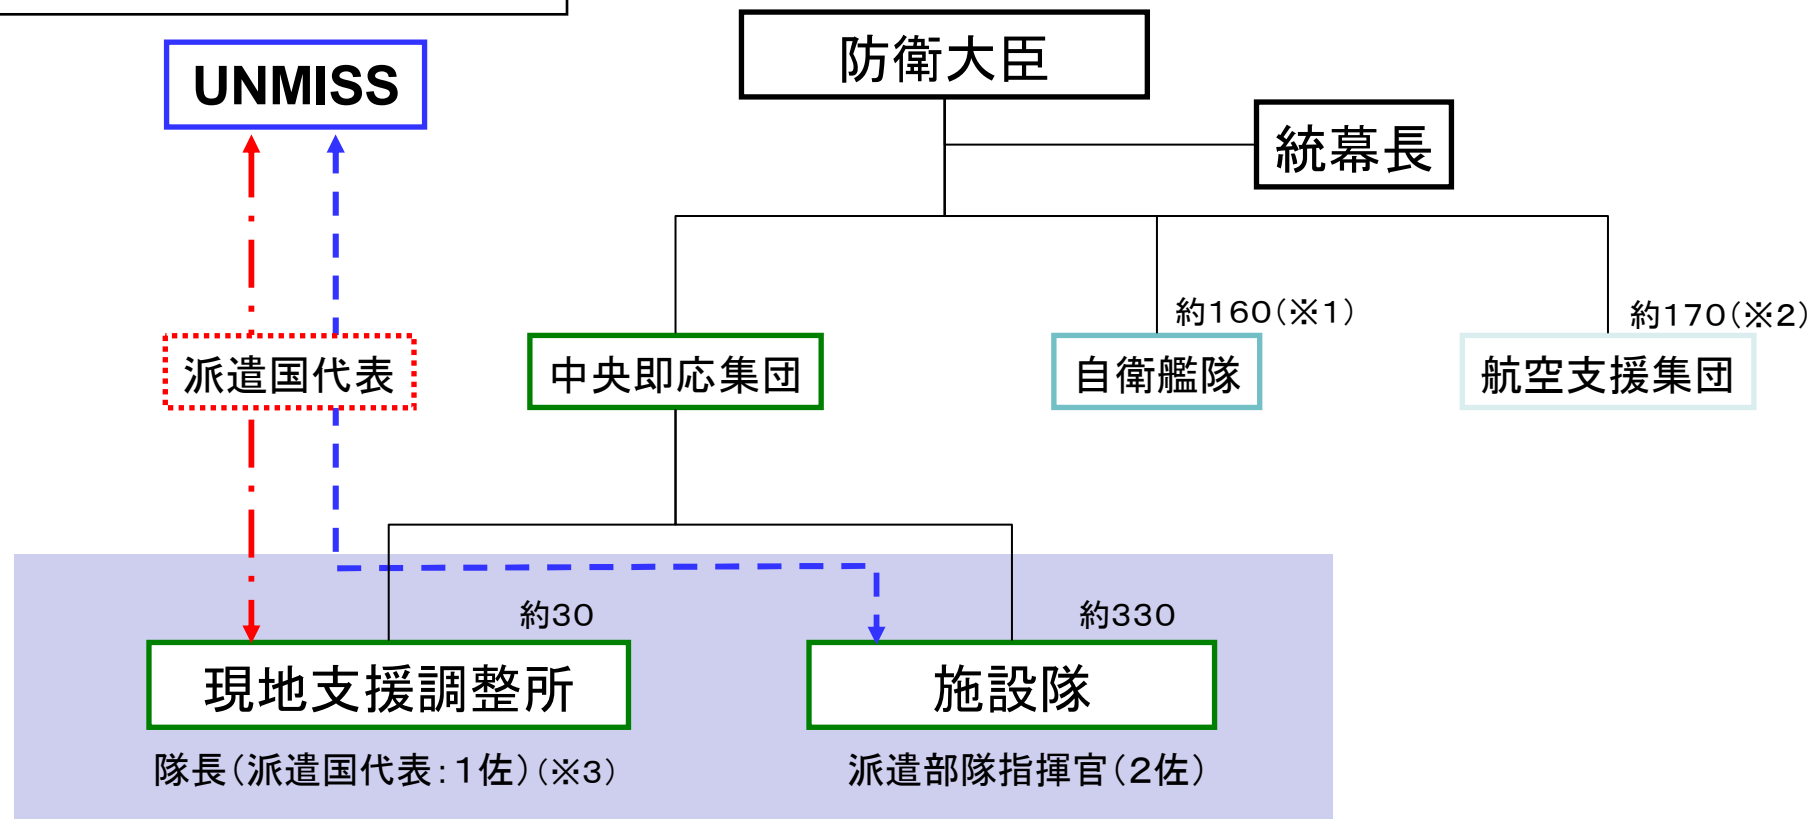 防衛大臣
UNMISS
統幕長
約160(※1)
約170(※2)
派遣国代表
中央即応集団
自衛艦隊
航空支援集団
約30
約330
現地支援調整所
施設隊
隊長(派遣国代表:1佐)(※3)
派遣部隊指揮官(2佐)